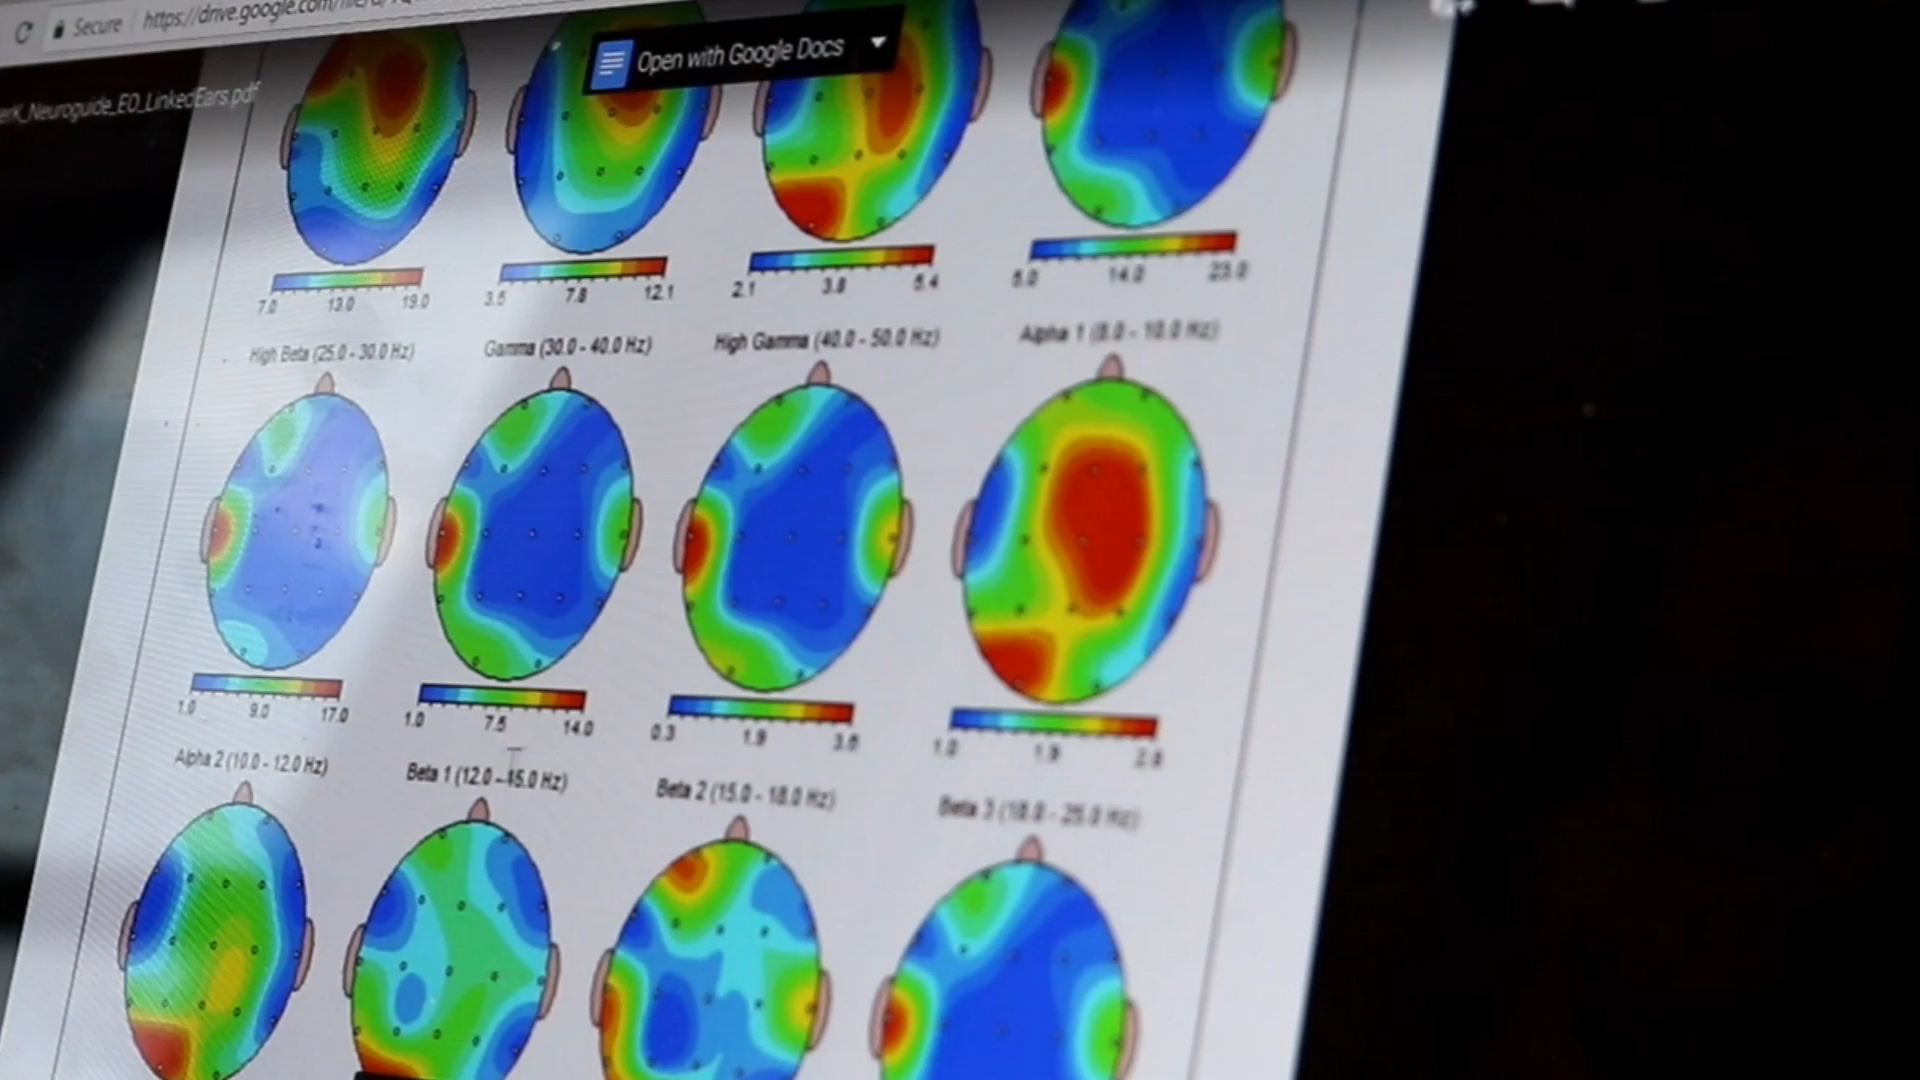 Secure https://drive.google.com/file/d/
Open with Google Docs
erK_Neuroguide_EO_LinkedEars.pdf
7.0 13.0 19.0
3.5 7.8 12.1
2.1 3.8 5.4
5.0 14.0 23.0
High Beta (25.0 - 30.0 Hz)
Gamma (30.0 - 40.0 Hz)
High Gamma (40.0 - 50.0 Hz)
Alpha 1 (8.0 - 10.0 Hz)
1.0 9.0 17.0
1.0 7.5 14.0
0.3 1.9 3.6
1.0 1.9
Alpha 2 (10.0 - 12.0 Hz)
Beta 1 (12.0 - 15.0 Hz)
Beta 2 (15.0 - 18.0 Hz)
Beta 3 (18.0 - 25.0 Hz)